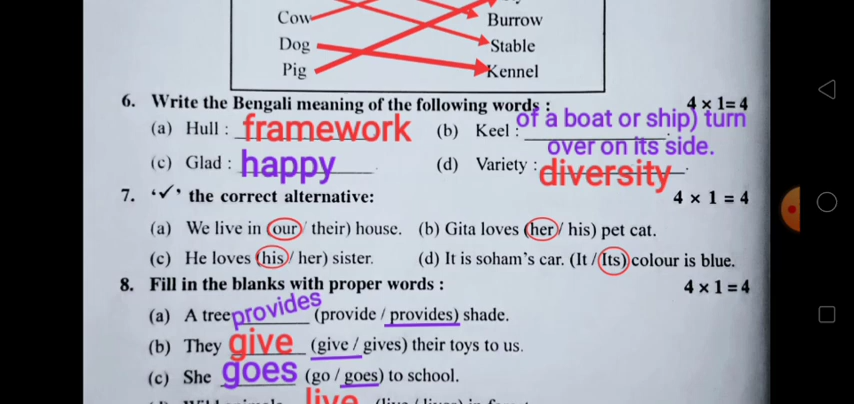 Cow Burrow
Dog Stable
Pig Kennel
6. Write the Bengali meaning of the following words : 4 × 1= 4
(a) Hull : framework (b) Keel : of a boat or ship) turn over on its side.
(c) Glad : happy (d) Variety : diversity.
7. '✓' the correct alternative: 4 × 1 = 4
(a) We live in (our / their) house. (b) Gita loves (her / his) pet cat.
(c) He loves (his / her) sister. (d) It is soham's car. (It / Its) colour is blue.
8. Fill in the blanks with proper words : 4 × 1 = 4
(a) A tree provides (provide / provides) shade.
(b) They give (give / gives) their toys to us.
(c) She goes (go / goes) to school.
live